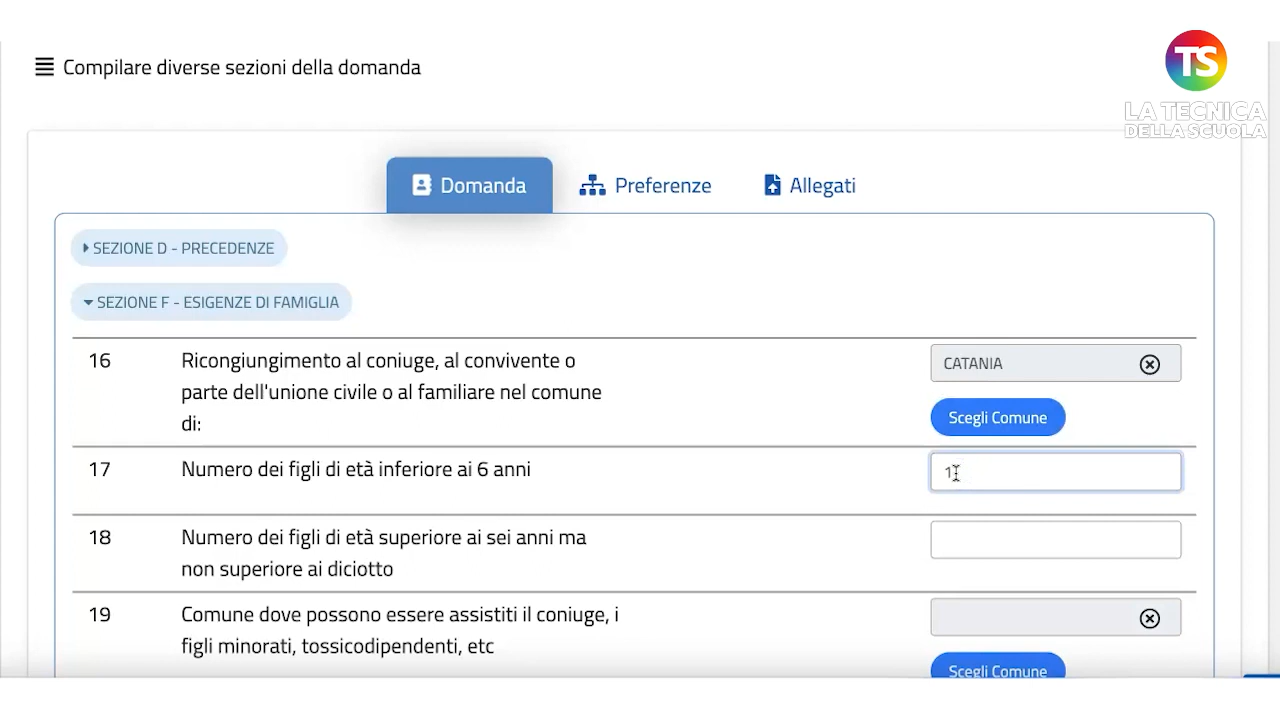 Compilare diverse sezioni della domanda
TS
LA TECNICA
DELLA SCUOLA
Domanda
Preferenze
Allegati
SEZIONE D - PRECEDENZE
SEZIONE F - ESIGENZE DI FAMIGLIA
16
Ricongiungimento al coniuge, al convivente o
parte dell'unione civile o al familiare nel comune
di:
CATANIA
Scegli Comune
17
Numero dei figli di età inferiore ai 6 anni
1
18
Numero dei figli di età superiore ai sei anni ma
non superiore ai diciotto
19
Comune dove possono essere assistiti il coniuge, i
figli minorati, tossicodipendenti, etc
Scegli Comune